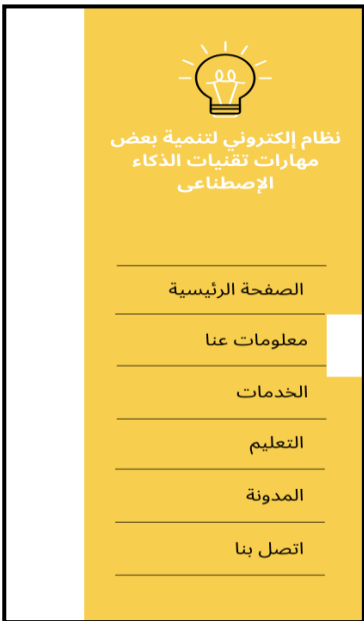 نظام إلكتروني لتنمية بعض
مهارات تقنيات الذكاء
الإصطناعى
الصفحة الرئيسية
معلومات عنا
الخدمات
التعليم
المدونة
اتصل بنا